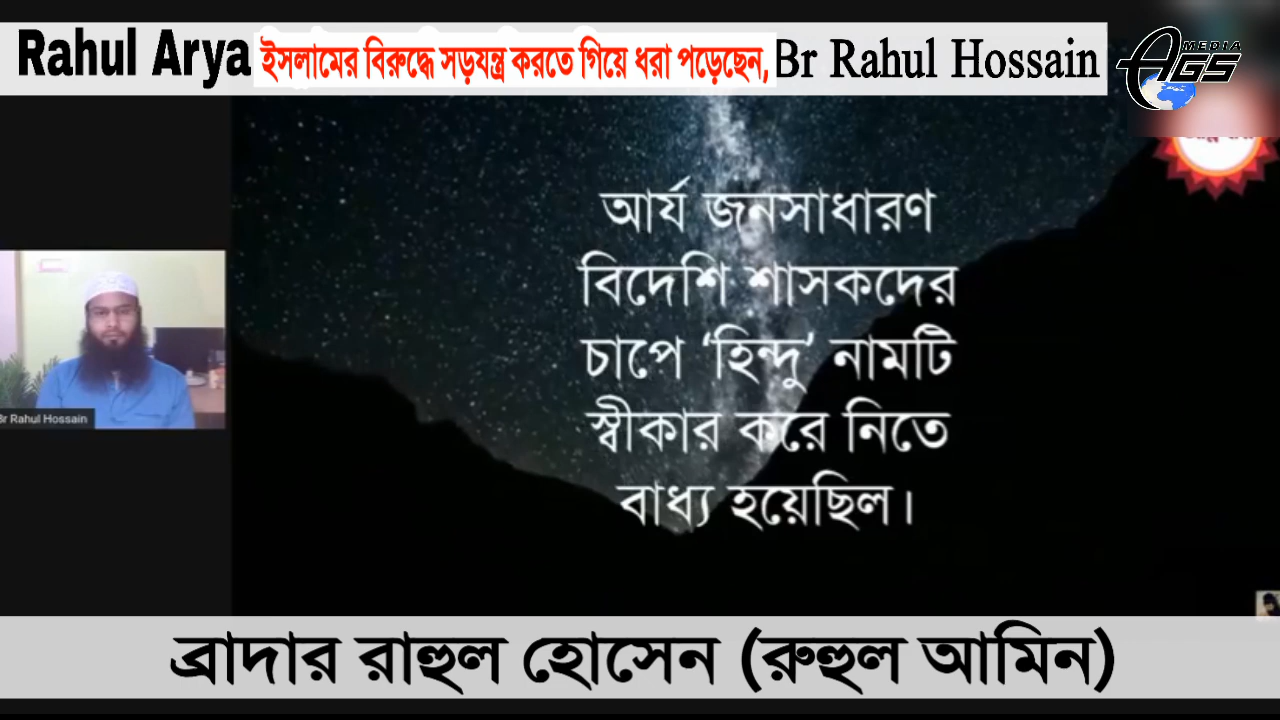 Rahul Arya ইসলামের বিরুদ্ধে সড়যন্ত্র করতে গিয়ে ধরা পড়েছেন, Br Rahul Hossain
AGS MEDIA
আর্য জনসাধারণ
বিদেশি শাসকদের
চাপে ‘হিন্দু’ নামটি
স্বীকার করে নিতে
বাধ্য হয়েছিল।
Br Rahul Hossain
ব্রাদার রাহুল হোসেন (রুহুল আমিন)